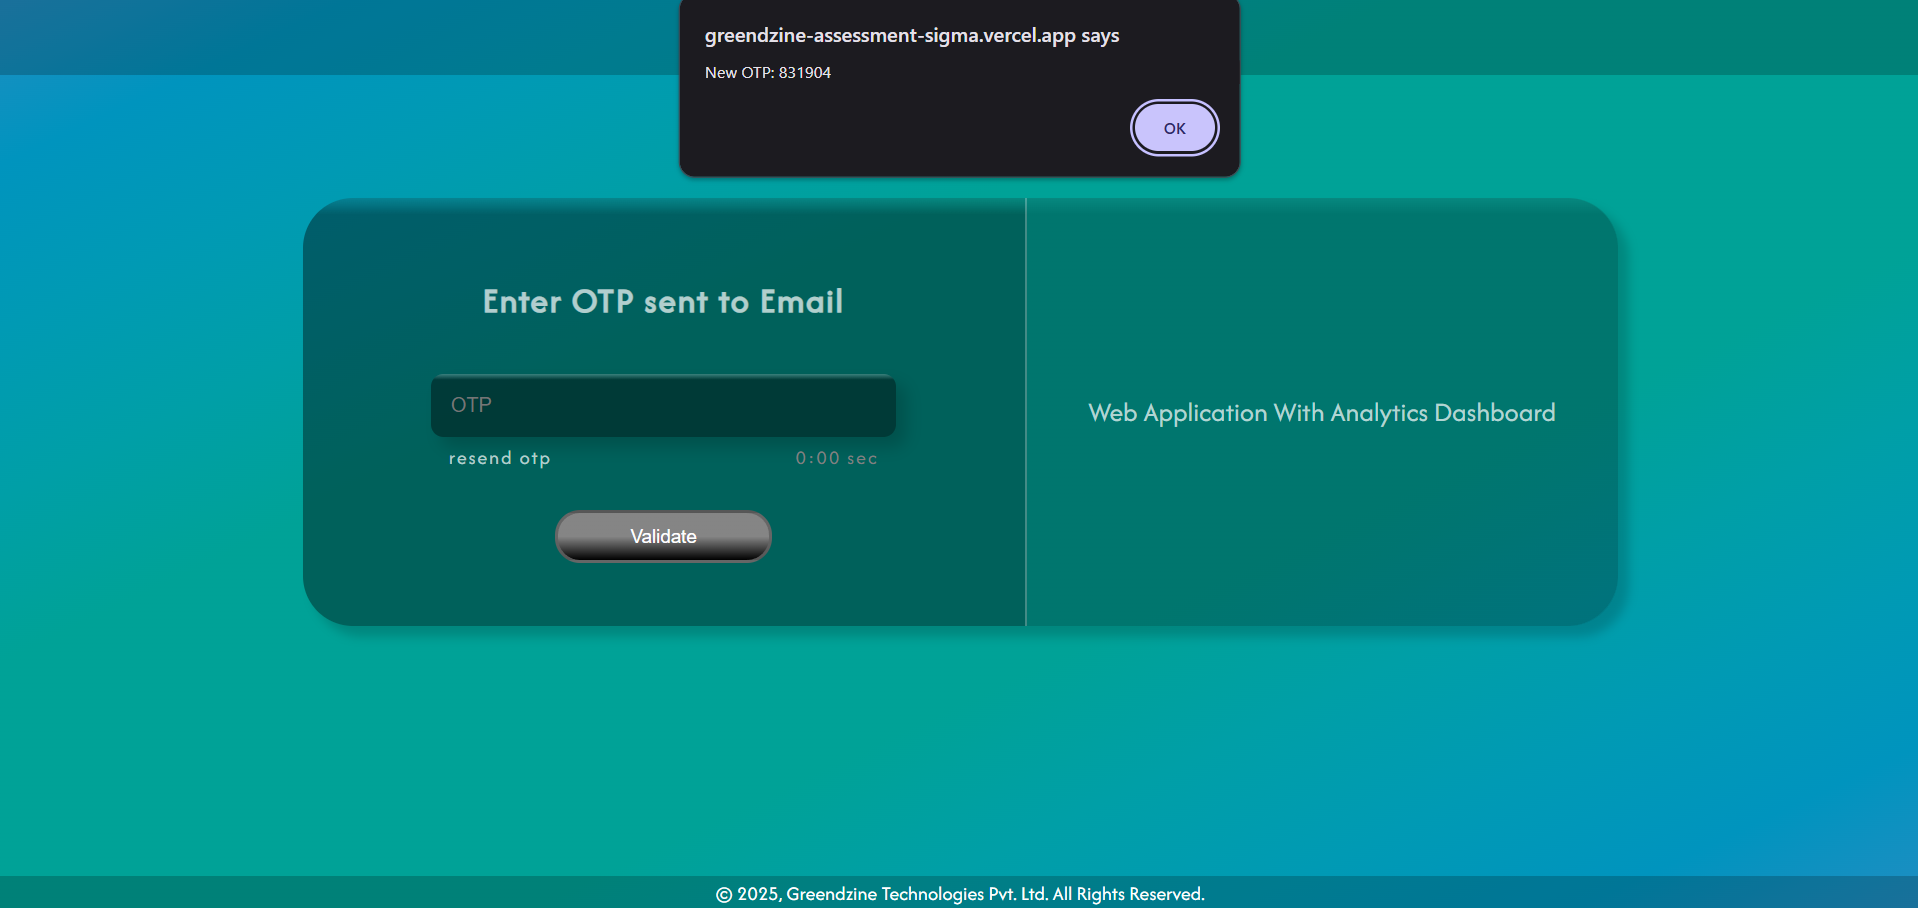 greendzine-assessment-sigma.vercel.app says
New OTP: 831904
OK
Enter OTP sent to Email
OTP
resend otp 0:00 sec
Validate
Web Application With Analytics Dashboard
© 2025, Greendzine Technologies Pvt. Ltd. All Rights Reserved.